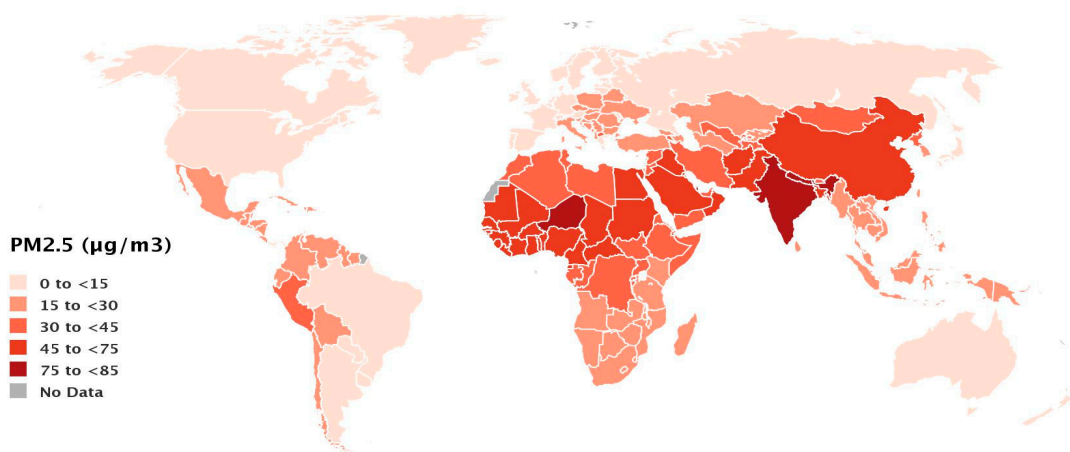 PM2.5 (µg/m3)
0 to <15
15 to <30
30 to <45
45 to <75
75 to <85
No Data